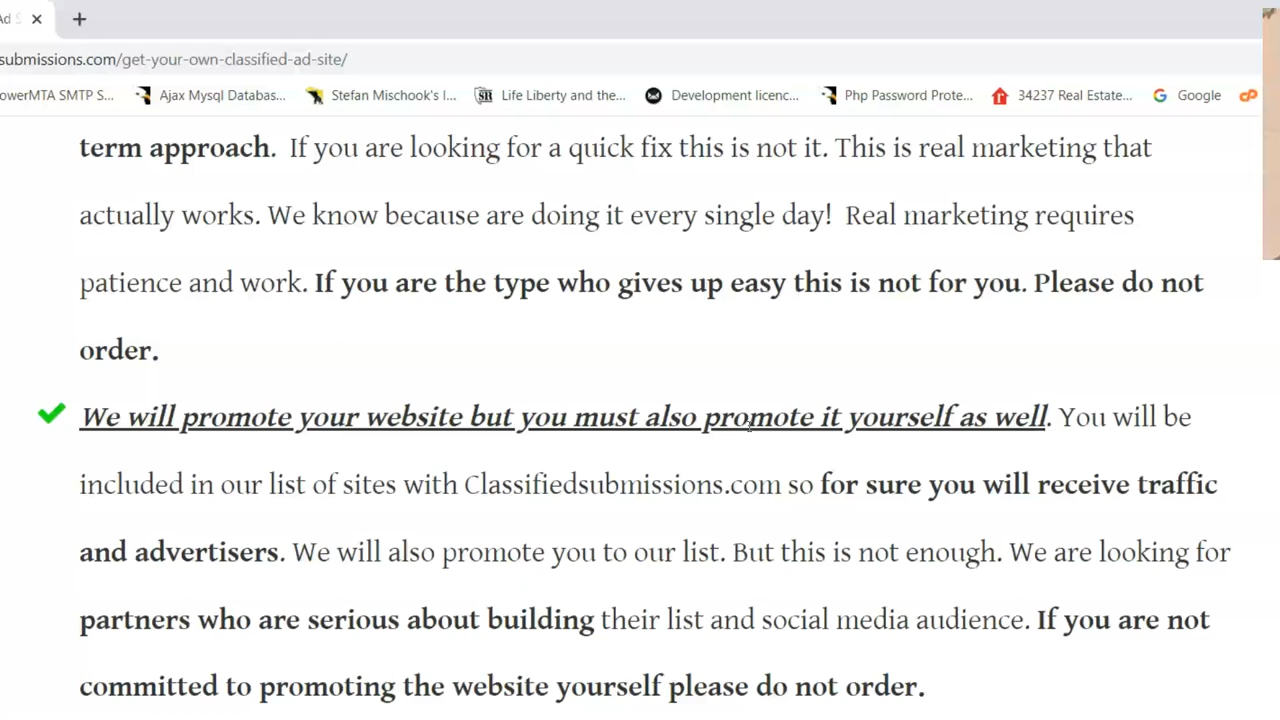 Ad S
submissions.com/get-your-own-classified-ad-site/
owerMTA SMTP S... Ajax Mysql Databas... Stefan Mischook's I... SB Life Liberty and the... Development licenc... Php Password Prote... 34237 Real Estate... G Google cP
term approach. If you are looking for a quick fix this is not it. This is real marketing that
actually works. We know because are doing it every single day! Real marketing requires
patience and work. If you are the type who gives up easy this is not for you. Please do not
order.
We will promote your website but you must also promote it yourself as well. You will be
included in our list of sites with Classifiedsubmissions.com so for sure you will receive traffic
and advertisers. We will also promote you to our list. But this is not enough. We are looking for
partners who are serious about building their list and social media audience. If you are not
committed to promoting the website yourself please do not order.